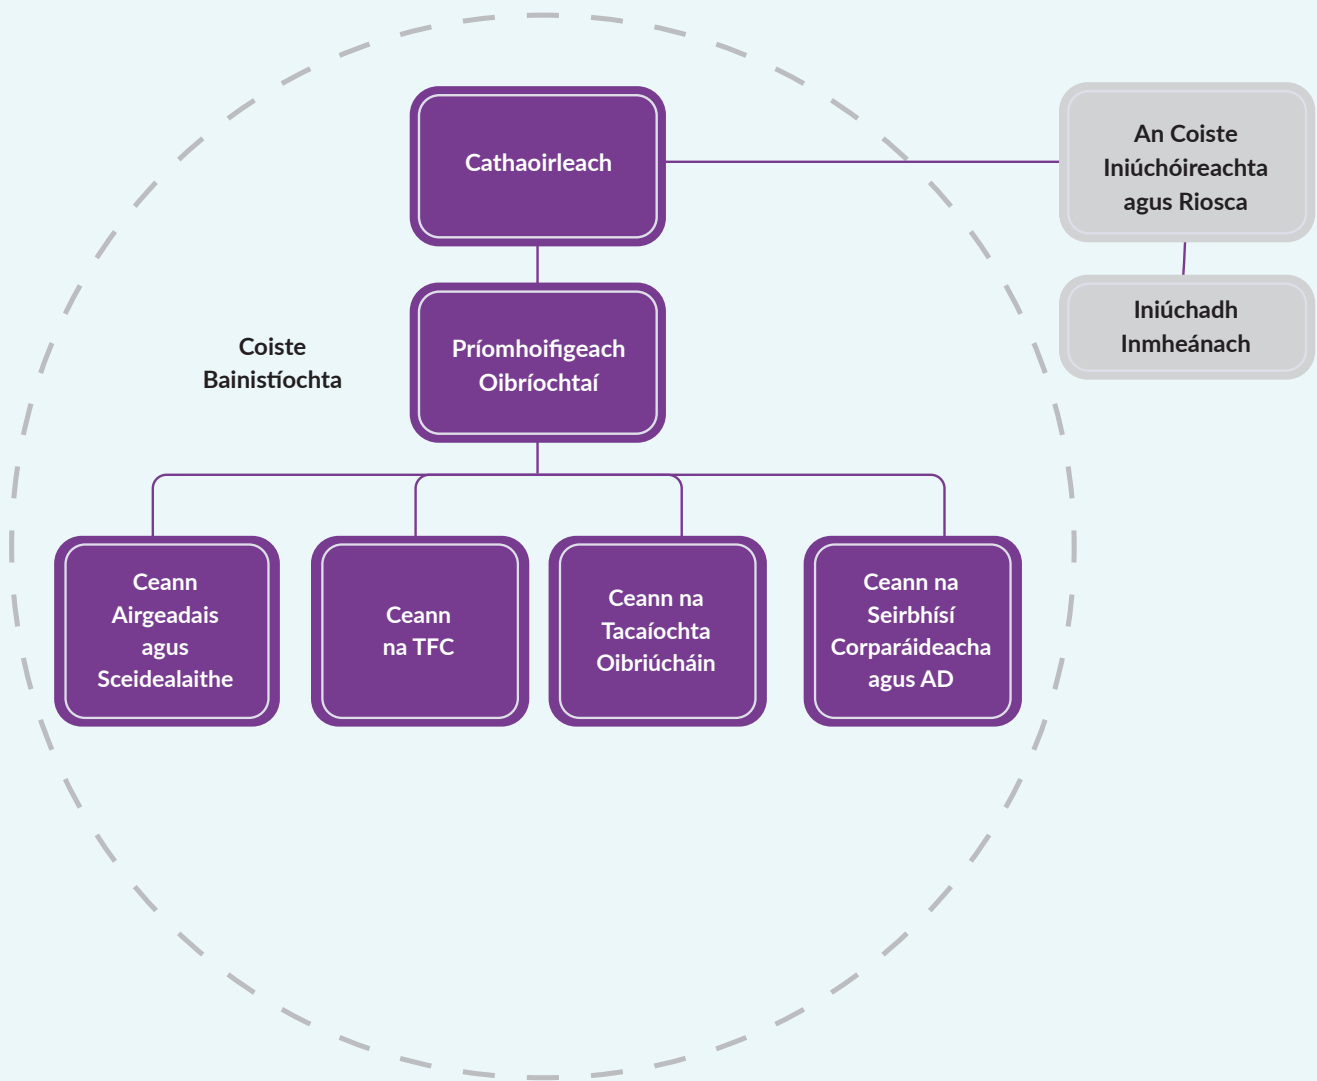 Cathaoirleach
An Coiste
Iniúchóireachta
agus Riosca
Iniúchadh
Inmheánach
Coiste
Bainistíochta
Príomhoifigeach
Oibríochtaí
Ceann
Airgeadais
agus
Sceidealaithe
Ceann
na TFC
Ceann na
Tacaíochta
Oibriúcháin
Ceann na
Seirbhísí
Corparáideacha
agus AD